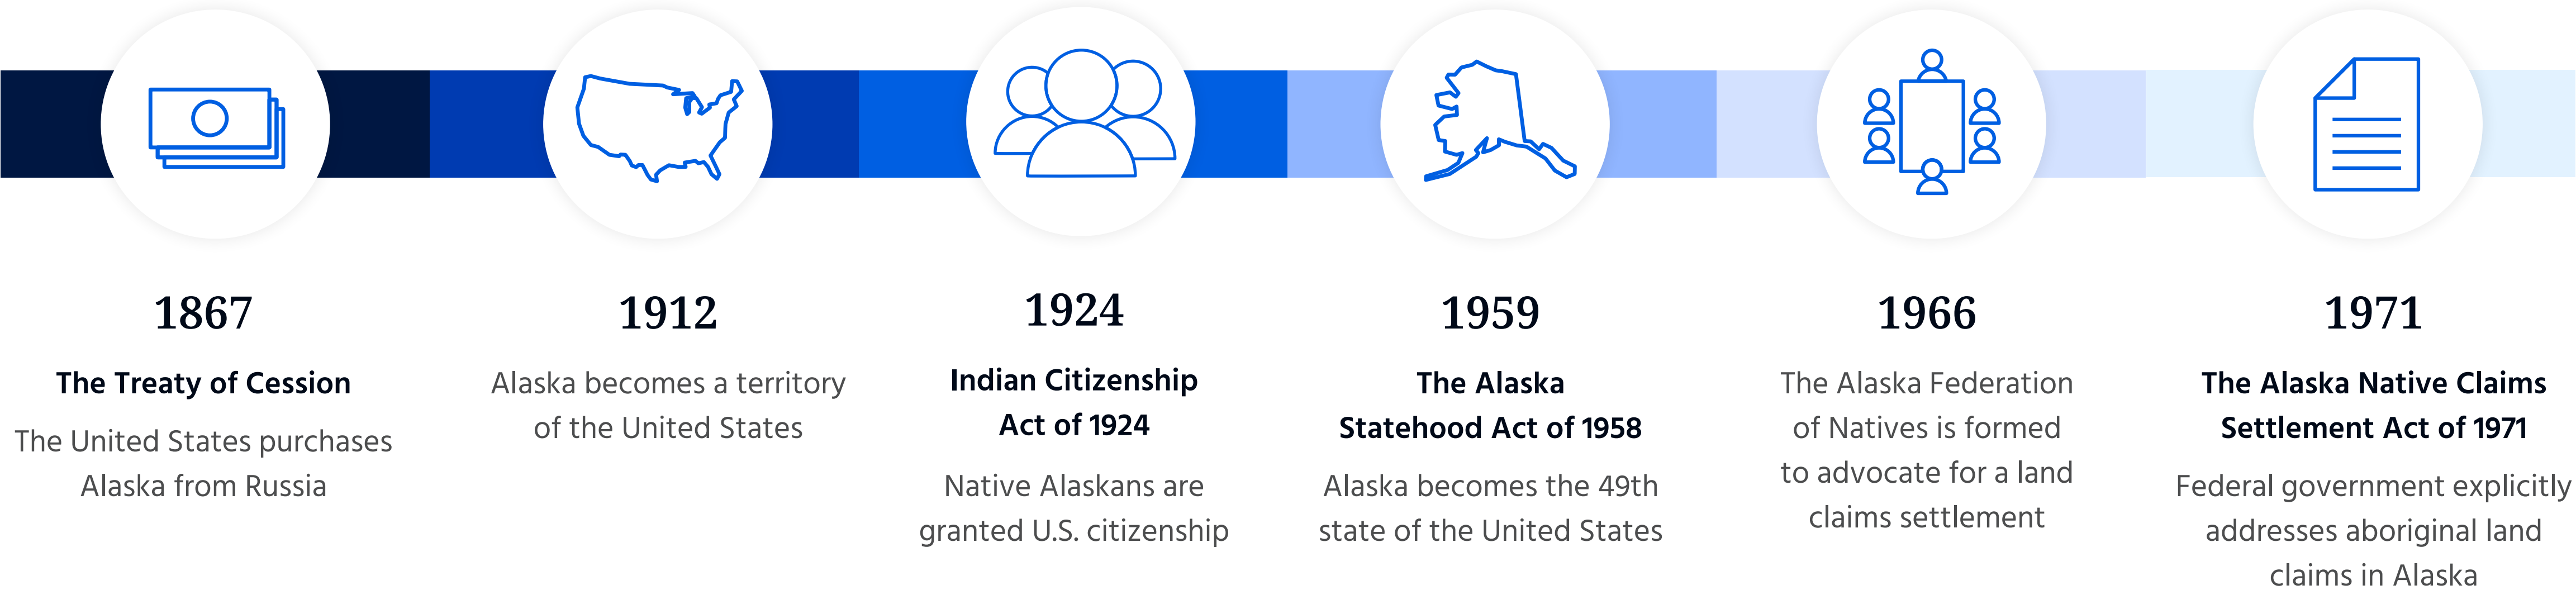 1867
The Treaty of Cession
The United States purchases
Alaska from Russia
1912
Alaska becomes a territory
of the United States
1924
Indian Citizenship
Act of 1924
Native Alaskans are
granted U.S. citizenship
1959
The Alaska
Statehood Act of 1958
Alaska becomes the 49th
state of the United States
1966
The Alaska Federation
of Natives is formed
to advocate for a land
claims settlement
1971
The Alaska Native Claims
Settlement Act of 1971
Federal government explicitly
addresses aboriginal land
claims in Alaska